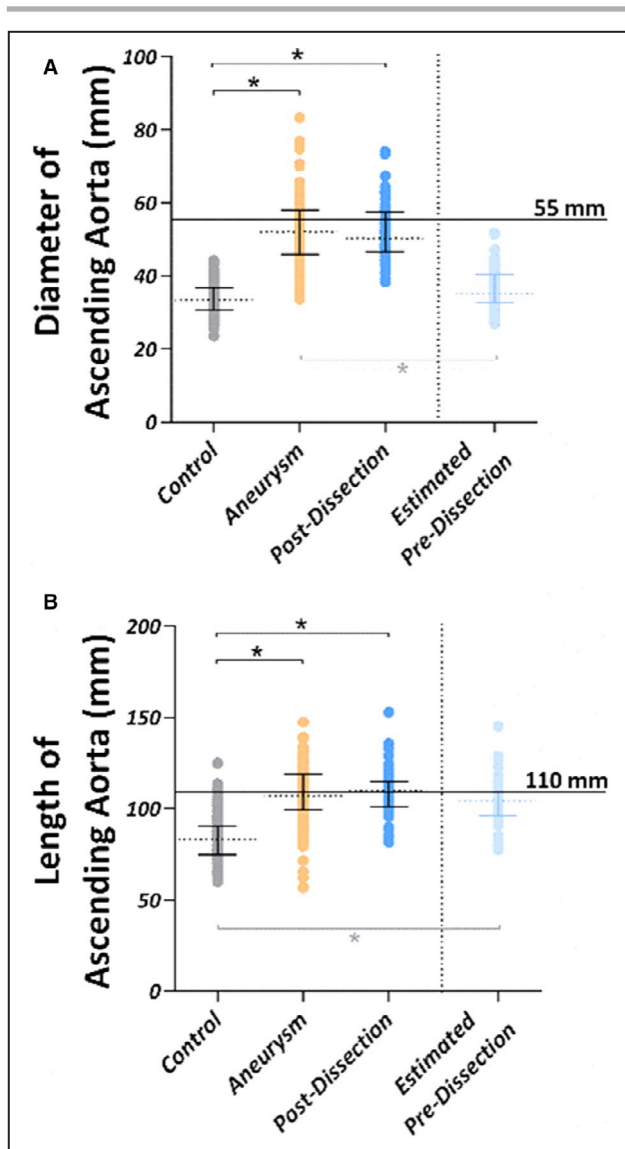 A
Diameter of
Ascending Aorta (mm)
100
80
60
40
20
0
*
*
55 mm
*
Control
Aneurysm
Post-Dissection
Estimated
Pre-Dissection
B
Length of
Ascending Aorta (mm)
200
150
100
50
0
*
*
110 mm
*
Control
Aneurysm
Post-Dissection
Estimated
Pre-Dissection